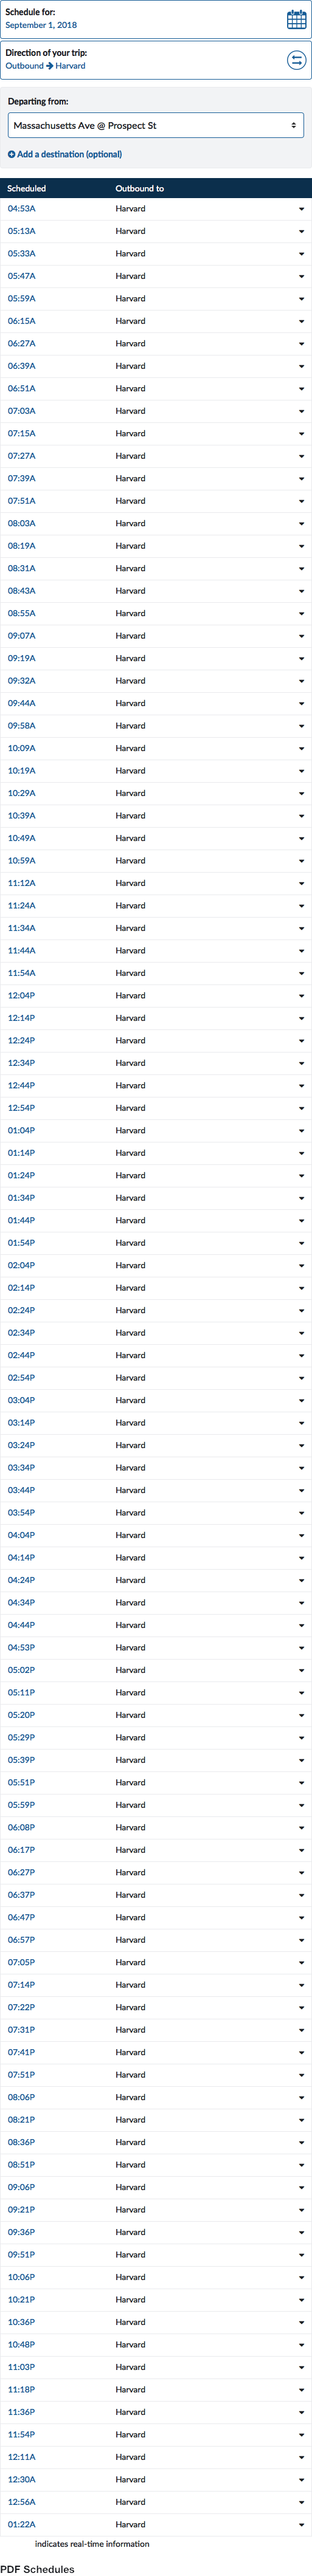 Schedule for:
September 1, 2018
Direction of your trip:
Outbound → Harvard
Departing from:
Massachusetts Ave @ Prospect St
Add a destination (optional)
Scheduled Outbound to
04:53A Harvard
05:13A Harvard
05:33A Harvard
05:47A Harvard
05:59A Harvard
06:15A Harvard
06:27A Harvard
06:39A Harvard
06:51A Harvard
07:03A Harvard
07:15A Harvard
07:27A Harvard
07:39A Harvard
07:51A Harvard
08:03A Harvard
08:19A Harvard
08:31A Harvard
08:43A Harvard
08:55A Harvard
09:07A Harvard
09:19A Harvard
09:32A Harvard
09:44A Harvard
09:58A Harvard
10:09A Harvard
10:19A Harvard
10:29A Harvard
10:39A Harvard
10:49A Harvard
10:59A Harvard
11:12A Harvard
11:24A Harvard
11:34A Harvard
11:44A Harvard
11:54A Harvard
12:04P Harvard
12:14P Harvard
12:24P Harvard
12:34P Harvard
12:44P Harvard
12:54P Harvard
01:04P Harvard
01:14P Harvard
01:24P Harvard
01:34P Harvard
01:44P Harvard
01:54P Harvard
02:04P Harvard
02:14P Harvard
02:24P Harvard
02:34P Harvard
02:44P Harvard
02:54P Harvard
03:04P Harvard
03:14P Harvard
03:24P Harvard
03:34P Harvard
03:44P Harvard
03:54P Harvard
04:04P Harvard
04:14P Harvard
04:24P Harvard
04:34P Harvard
04:44P Harvard
04:53P Harvard
05:02P Harvard
05:11P Harvard
05:20P Harvard
05:29P Harvard
05:39P Harvard
05:51P Harvard
05:59P Harvard
06:08P Harvard
06:17P Harvard
06:27P Harvard
06:37P Harvard
06:47P Harvard
06:57P Harvard
07:05P Harvard
07:14P Harvard
07:22P Harvard
07:31P Harvard
07:41P Harvard
07:51P Harvard
08:06P Harvard
08:21P Harvard
08:36P Harvard
08:51P Harvard
09:06P Harvard
09:21P Harvard
09:36P Harvard
09:51P Harvard
10:06P Harvard
10:21P Harvard
10:36P Harvard
10:48P Harvard
11:03P Harvard
11:18P Harvard
11:36P Harvard
11:54P Harvard
12:11A Harvard
12:30A Harvard
12:56A Harvard
01:22A Harvard
indicates real-time information
PDF Schedules